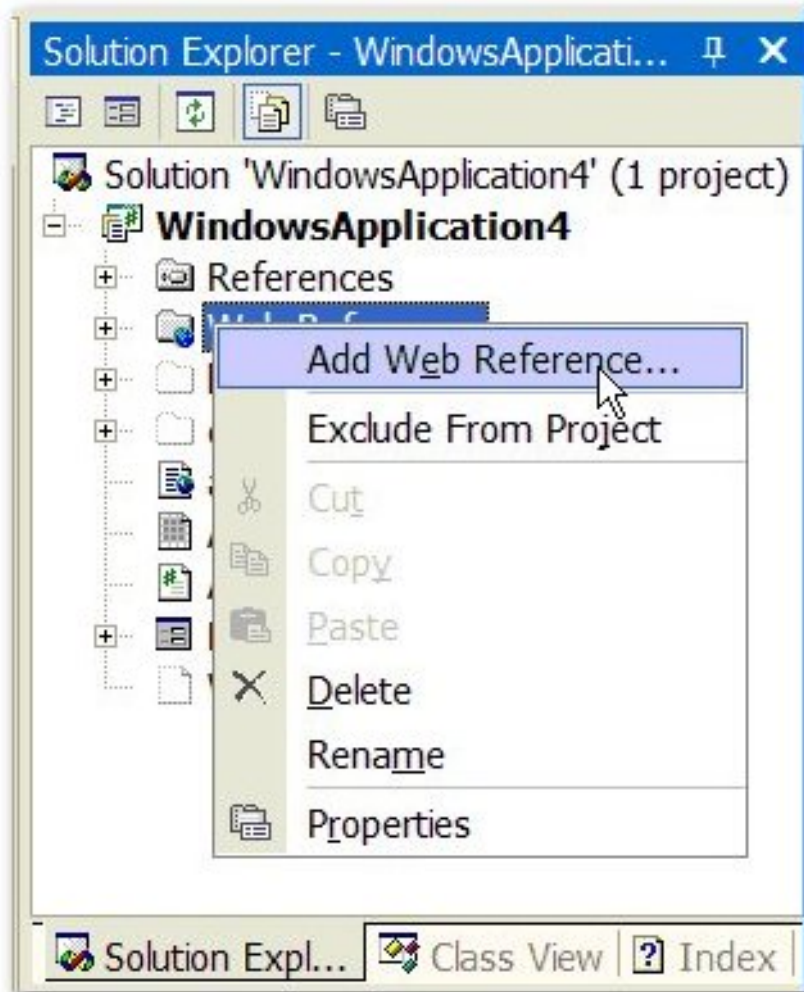 Solution Explorer - WindowsApplicati...
Solution 'WindowsApplication4' (1 project)
WindowsApplication4
References
Add Web Reference...
Exclude From Project
Cut
Copy
Paste
Delete
Rename
Properties
Solution Expl... Class View Index